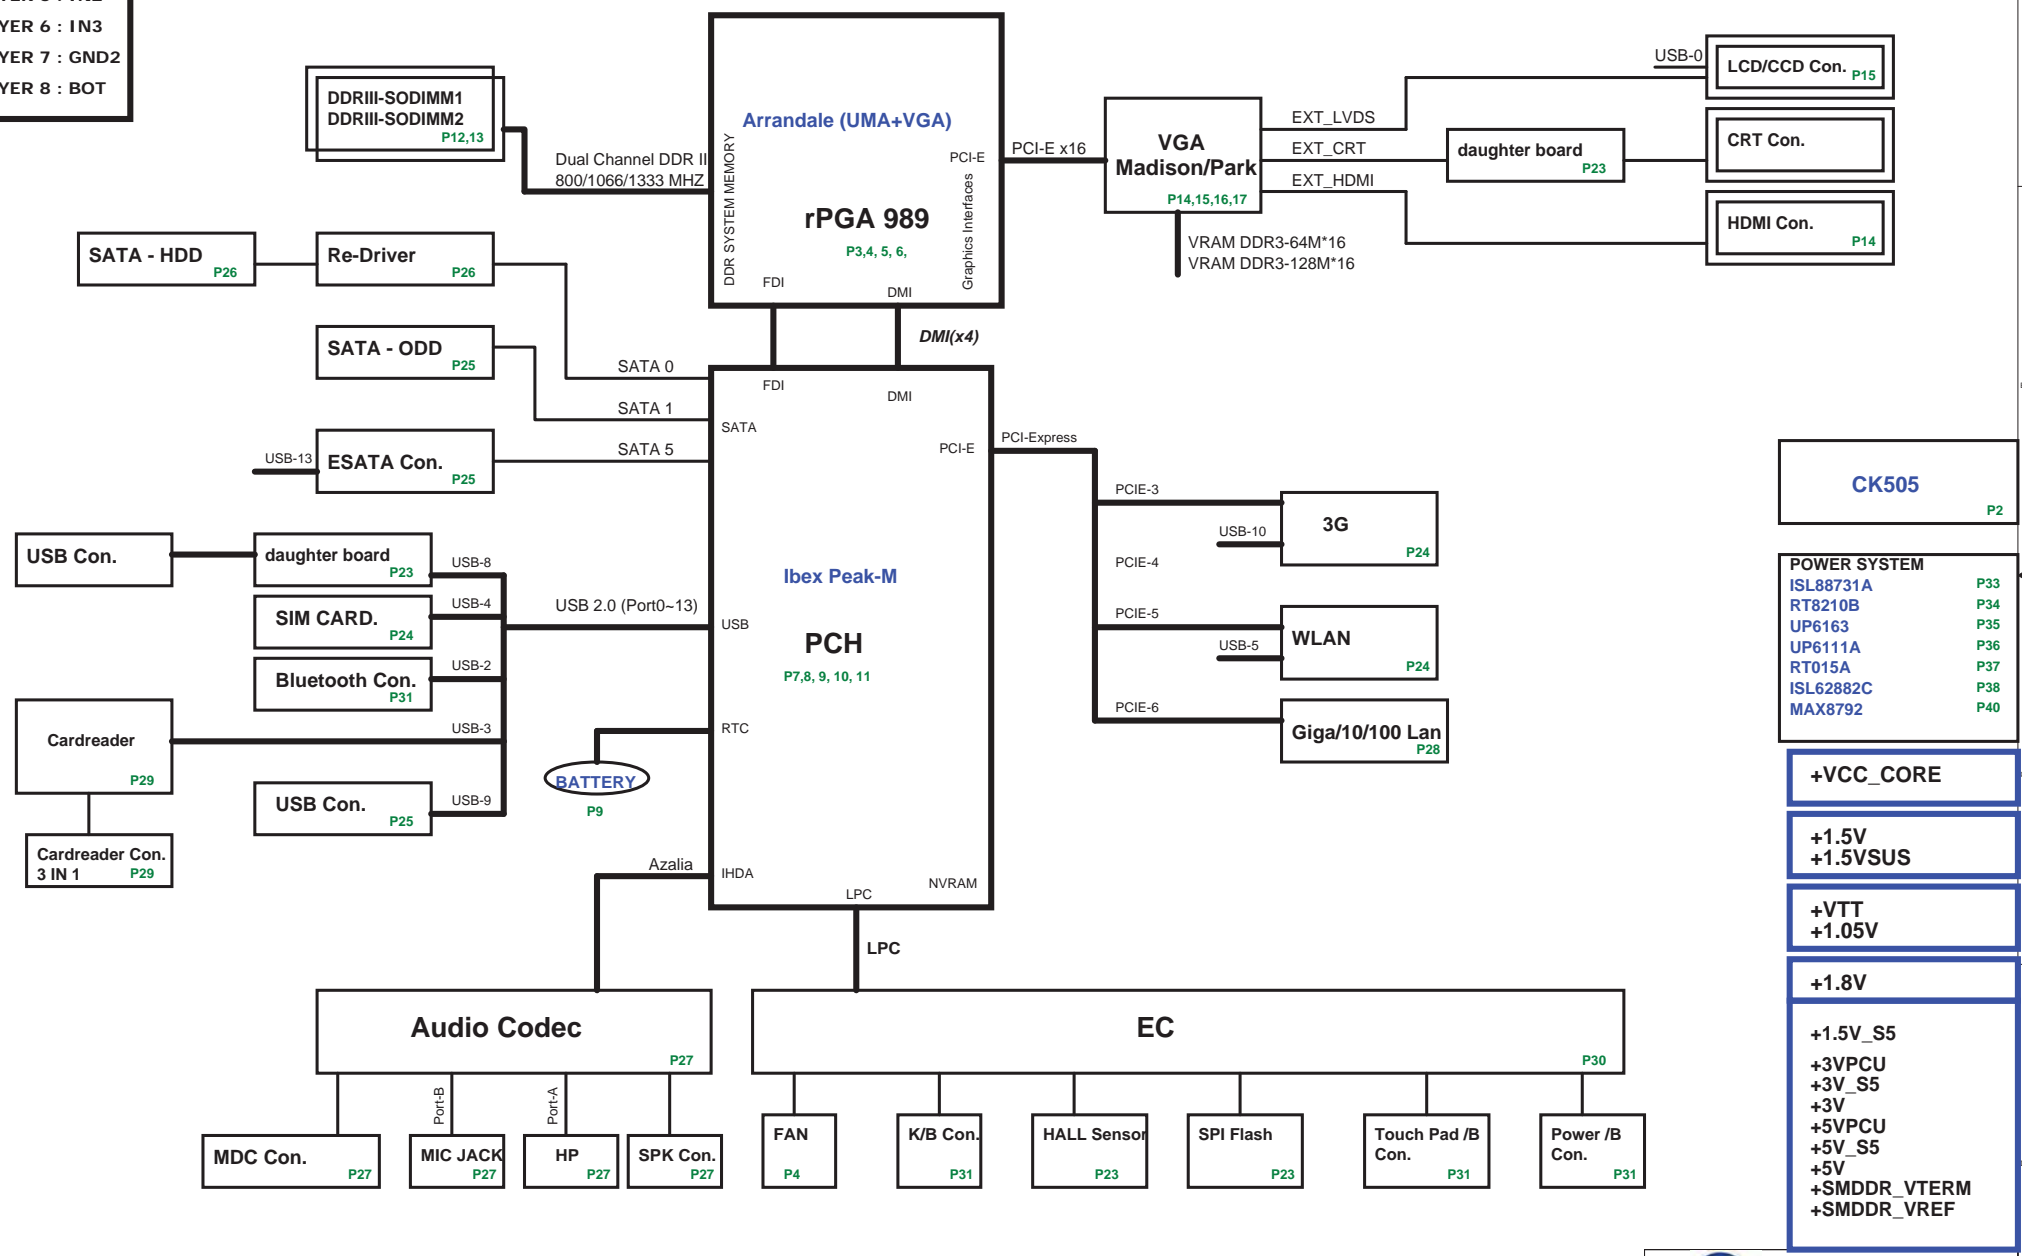 YER 6 : IN3
YER 7 : GND2
YER 8 : BOT
DDRIII-SODIMM1
DDRIII-SODIMM2
P12,13
Dual Channel DDR II
800/1066/1333 MHZ
DDR SYSTEM MEMORY
Arrandale (UMA+VGA)
PCI-E
rPGA 989
P3,4, 5, 6,
Graphics Interfaces
FDI
DMI
PCI-E x16
VGA
Madison/Park
P14,15,16,17
EXT_LVDS
EXT_CRT
EXT_HDMI
VRAM DDR3-64M*16
VRAM DDR3-128M*16
USB-0
LCD/CCD Con.
P15
daughter board
P23
CRT Con.
HDMI Con.
P14
SATA - HDD
P26
Re-Driver
P26
SATA - ODD
P25
USB-13
ESATA Con.
P25
SATA 0
SATA 1
SATA 5
DMI(x4)
FDI
DMI
SATA
PCI-E
PCI-Express
Ibex Peak-M
PCH
P7,8, 9, 10, 11
USB
RTC
IHDA
LPC
NVRAM
USB Con.
daughter board
P23
USB-8
SIM CARD.
P24
USB-4
USB 2.0 (Port0~13)
Bluetooth Con.
P31
USB-2
Cardreader
P29
USB-3
USB Con.
P25
USB-9
Cardreader Con.
3 IN 1
P29
BATTERY
P9
Azalia
LPC
PCIE-3
USB-10
3G
P24
PCIE-4
PCIE-5
USB-5
WLAN
P24
PCIE-6
Giga/10/100 Lan
P28
CK505
P2
POWER SYSTEM
ISL88731A P33
RT8210B P34
UP6163 P35
UP6111A P36
RT015A P37
ISL62882C P38
MAX8792 P40
+VCC_CORE
+1.5V
+1.5VSUS
+VTT
+1.05V
+1.8V
+1.5V_S5
+3VPCU
+3V_S5
+3V
+5VPCU
+5V_S5
+5V
+SMDDR_VTERM
+SMDDR_VREF
Audio Codec
P27
Port-B
Port-A
MDC Con.
P27
MIC JACK
P27
HP
P27
SPK Con.
P27
EC
P30
FAN
P4
K/B Con.
P31
HALL Sensor
P23
SPI Flash
P23
Touch Pad /B
Con.
P31
Power /B
Con.
P31